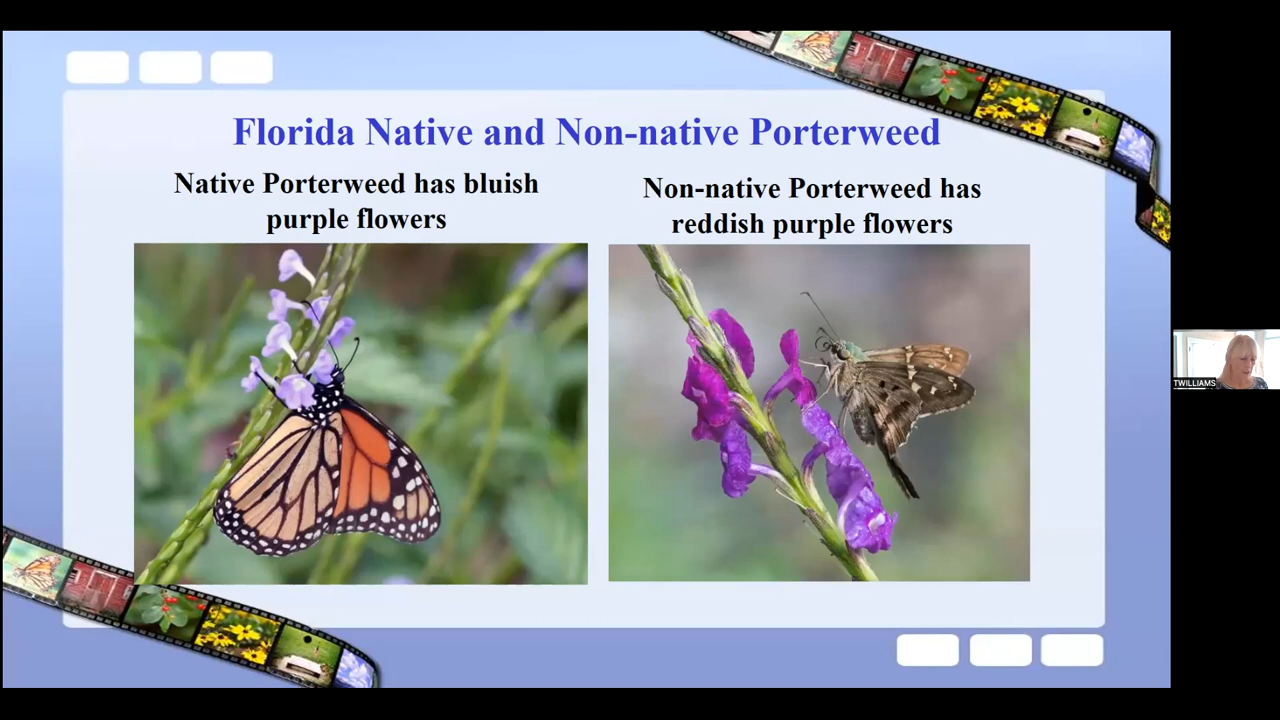 Florida Native and Non-native Porterweed
Native Porterweed has bluish
purple flowers
Non-native Porterweed has
reddish purple flowers
TWILLIAMS